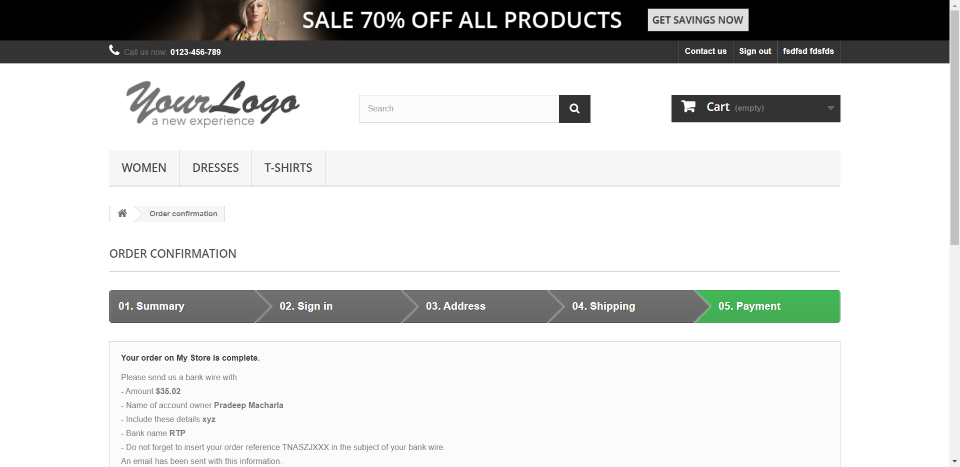 SALE 70% OFF ALL PRODUCTS GET SAVINGS NOW
Call us now: 0123-456-789 Contact us Sign out fsdfsd fdsfds
Your Logo
a new experience
Search
Cart (empty)
WOMEN DRESSES T-SHIRTS
Order confirmation
ORDER CONFIRMATION
01. Summary 02. Sign in 03. Address 04. Shipping 05. Payment
Your order on My Store is complete.
Please send us a bank wire with
- Amount $35.02
- Name of account owner Pradeep Macharla
- Include these details xyz
- Bank name RTP
- Do not forget to insert your order reference TNASZJXXX in the subject of your bank wire.
An email has been sent with this information.